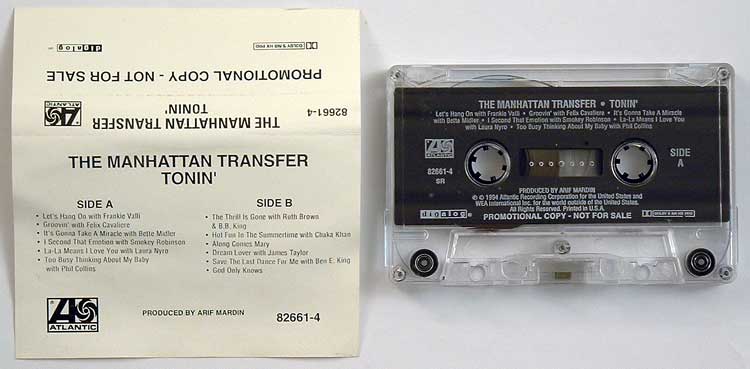 digalog
DOLBY B NR HX PRO
PROMOTIONAL COPY - NOT FOR SALE
THE MANHATTAN TRANSFER
TONIN'
82661-4
THE MANHATTAN TRANSFER
TONIN'
SIDE A
• Let's Hang On with Frankie Valli
• Groovin' with Felix Cavaliere
• It's Gonna Take A Miracle with Bette Midler
• I Second That Emotion with Smokey Robinson
• La-La Means I Love You with Laura Nyro
• Too Busy Thinking About My Baby
with Phil Collins
SIDE B
• The Thrill Is Gone with Ruth Brown
& B.B. King
• Hot Fun In The Summertime with Chaka Khan
• Along Comes Mary
• Dream Lover with James Taylor
• Save The Last Dance For Me with Ben E. King
• God Only Knows
ATLANTIC
PRODUCED BY ARIF MARDIN
82661-4
THE MANHATTAN TRANSFER • TONIN'
Let's Hang On with Frankie Valli • Groovin' with Felix Cavaliere • It's Gonna Take A Miracle
with Bette Midler • I Second That Emotion with Smokey Robinson • La-La Means I Love You
with Laura Nyro • Too Busy Thinking About My Baby with Phil Collins
ATLANTIC
82661-4
SR
SIDE
A
PRODUCED BY ARIF MARDIN
℗ © 1994 Atlantic Recording Corporation for the United States and
WEA International Inc. for the world outside of the United States.
All Rights Reserved. Printed in U.S.A.
digalog
PROMOTIONAL COPY - NOT FOR SALE
DOLBY B NR HX PRO